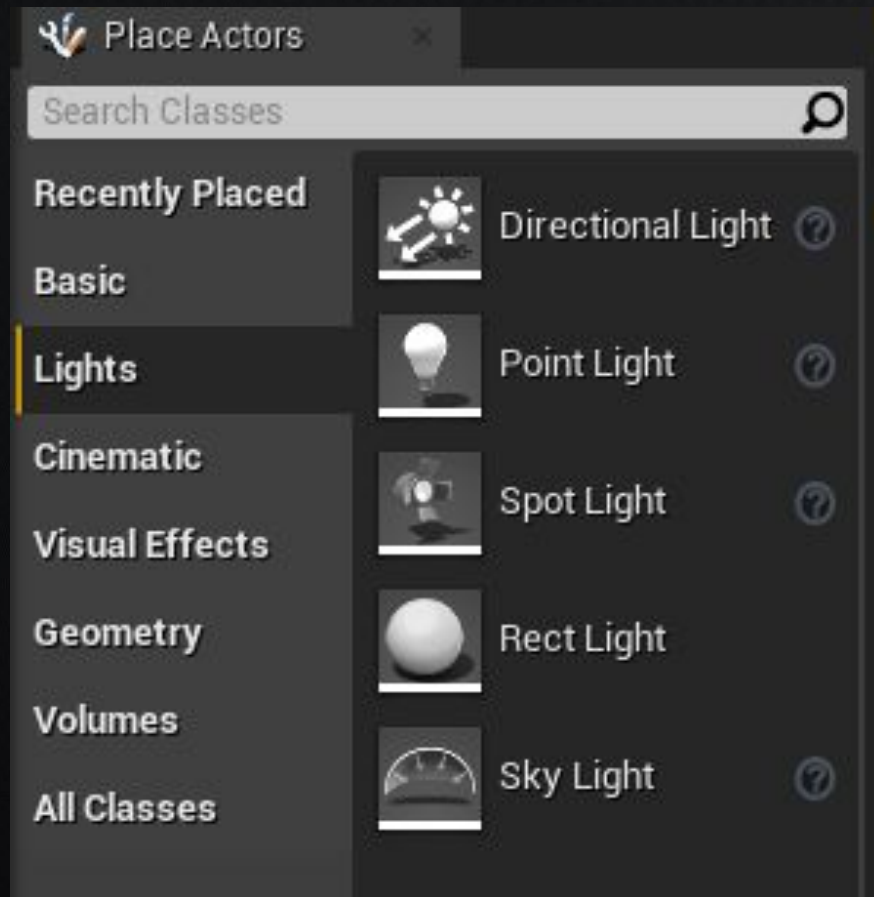 Place Actors
Search Classes
Recently Placed
Basic
Lights
Cinematic
Visual Effects
Geometry
Volumes
All Classes
Directional Light
Point Light
Spot Light
Rect Light
Sky Light